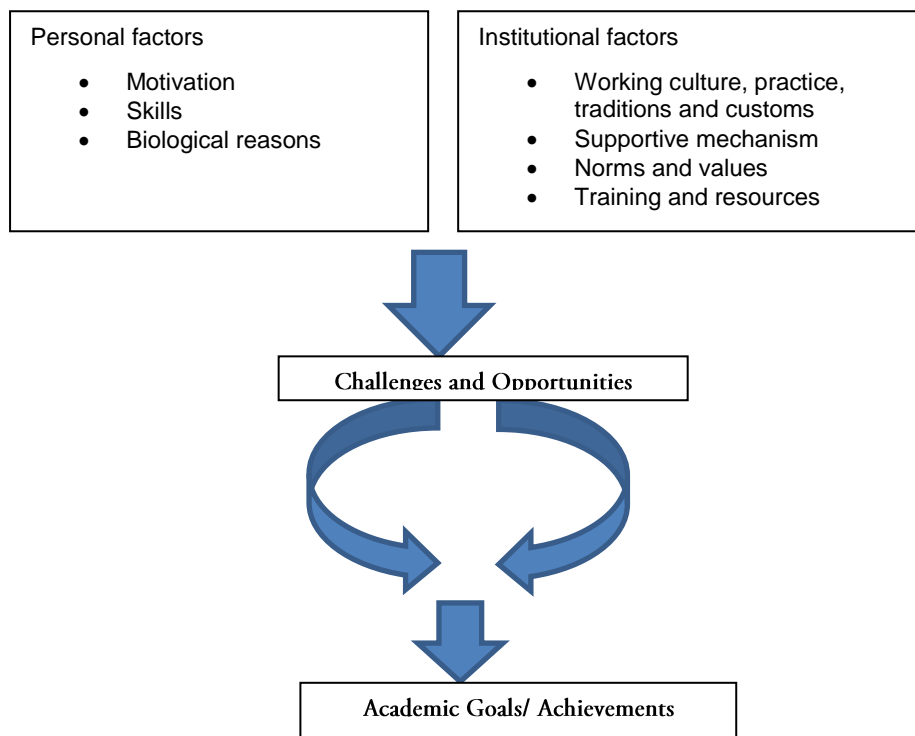 Personal factors
• Motivation
• Skills
• Biological reasons
Institutional factors
• Working culture, practice,
traditions and customs
• Supportive mechanism
• Norms and values
• Training and resources
Challenges and Opportunities
Academic Goals/ Achievements